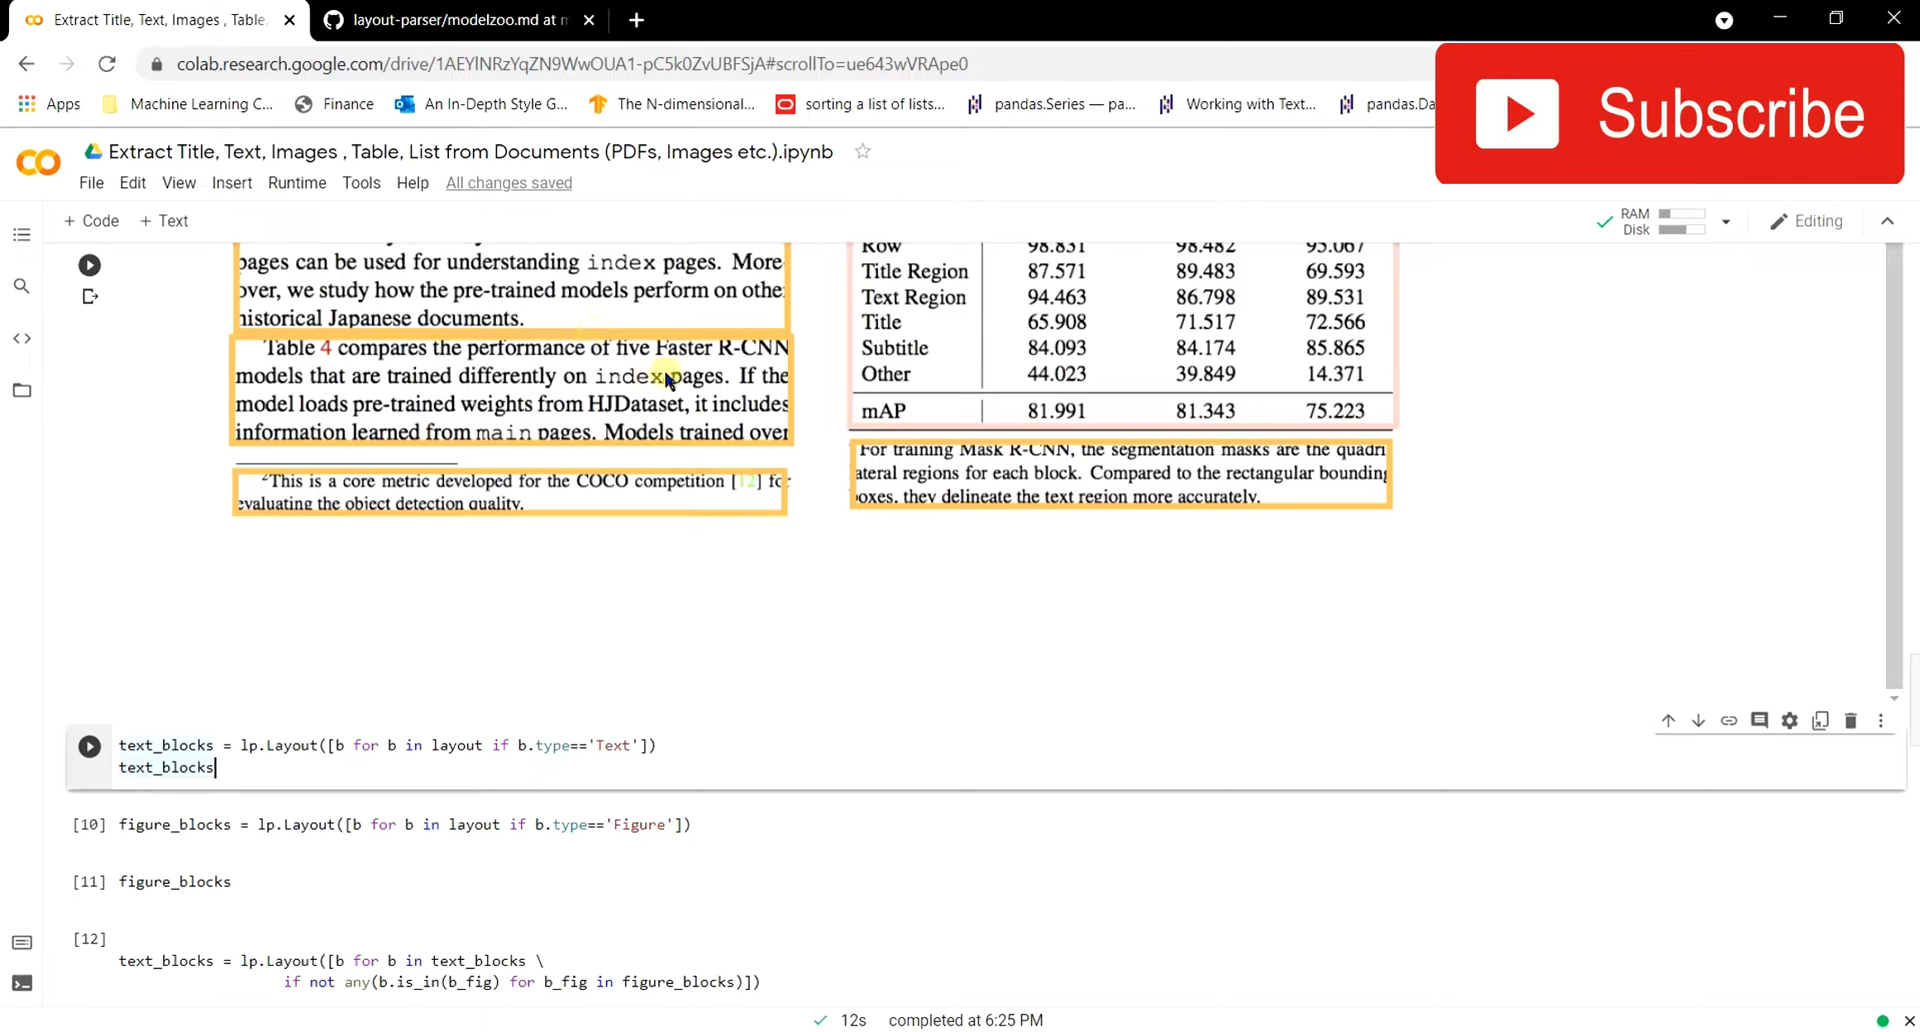 Extract Title, Text, Images , Table,
layout-parser/modelzoo.md at m
colab.research.google.com/drive/1AEYlNRzYqZN9WwOUA1-pC5k0ZvUBFSjA#scrollTo=ue643wVRApe0
Apps
Machine Learning C...
Finance
An In-Depth Style G...
The N-dimensional...
sorting a list of lists...
pandas.Series — pa...
Working with Text...
pandas.Da
Subscribe
Extract Title, Text, Images , Table, List from Documents (PDFs, Images etc.).ipynb
File Edit View Insert Runtime Tools Help All changes saved
+ Code + Text
RAM
Disk
Editing
pages can be used for understanding index pages. More
over, we study how the pre-trained models perform on othe
historical Japanese documents.
Table 4 compares the performance of five Faster R-CNN
models that are trained differently on index pages. If the
model loads pre-trained weights from HJDataset, it includes
information learned from main pages. Models trained over
2This is a core metric developed for the COCO competition [12] for
evaluating the object detection quality.
Row 98.831 98.482 95.067
Title Region 87.571 89.483 69.593
Text Region 94.463 86.798 89.531
Title 65.908 71.517 72.566
Subtitle 84.093 84.174 85.865
Other 44.023 39.849 14.371
mAP 81.991 81.343 75.223
For training Mask R-CNN, the segmentation masks are the quadri
lateral regions for each block. Compared to the rectangular bounding
boxes, they delineate the text region more accurately.
text_blocks = lp.Layout([b for b in layout if b.type=='Text'])
text_blocks
[10] figure_blocks = lp.Layout([b for b in layout if b.type=='Figure'])
[11] figure_blocks
[12]
text_blocks = lp.Layout([b for b in text_blocks \
if not any(b.is_in(b_fig) for b_fig in figure_blocks)])
12s completed at 6:25 PM